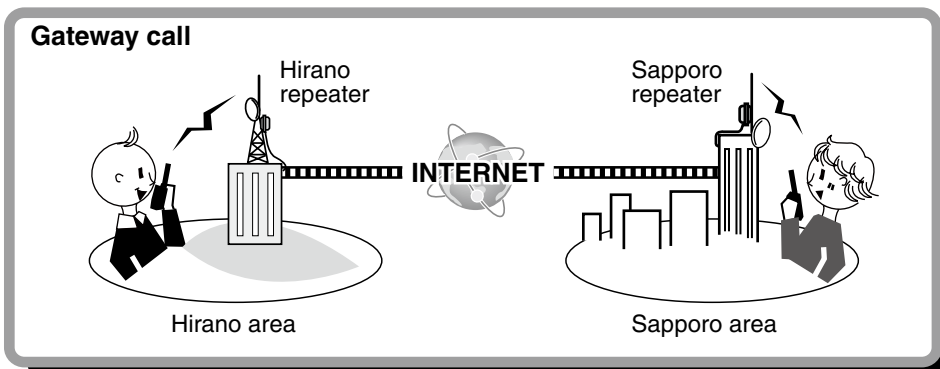 Gateway call
Hirano
repeater
Sapporo
repeater
INTERNET
Hirano area
Sapporo area